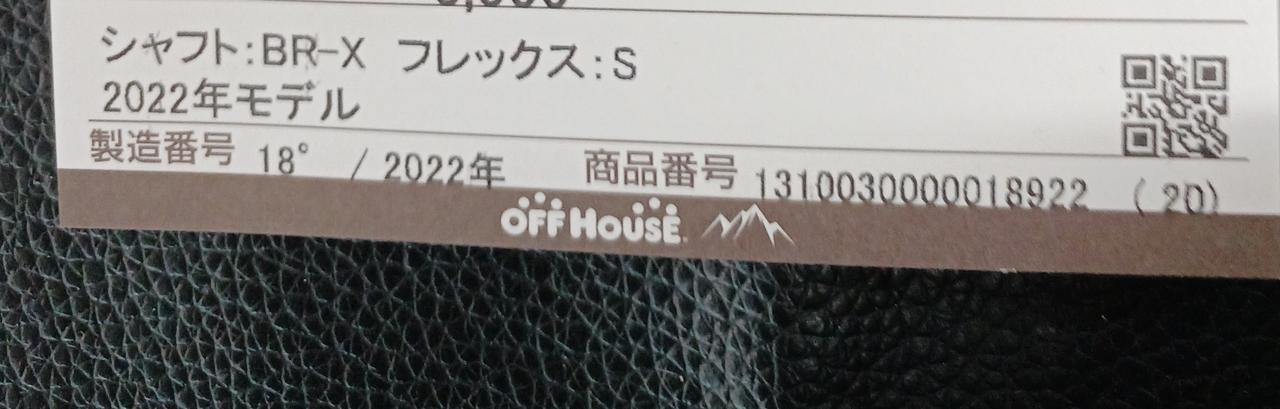 シャフト:BR-X フレックス:S
2022年モデル
製造番号 18° / 2022年 商品番号 1310030000018922 (20)
OFF HOUSE.